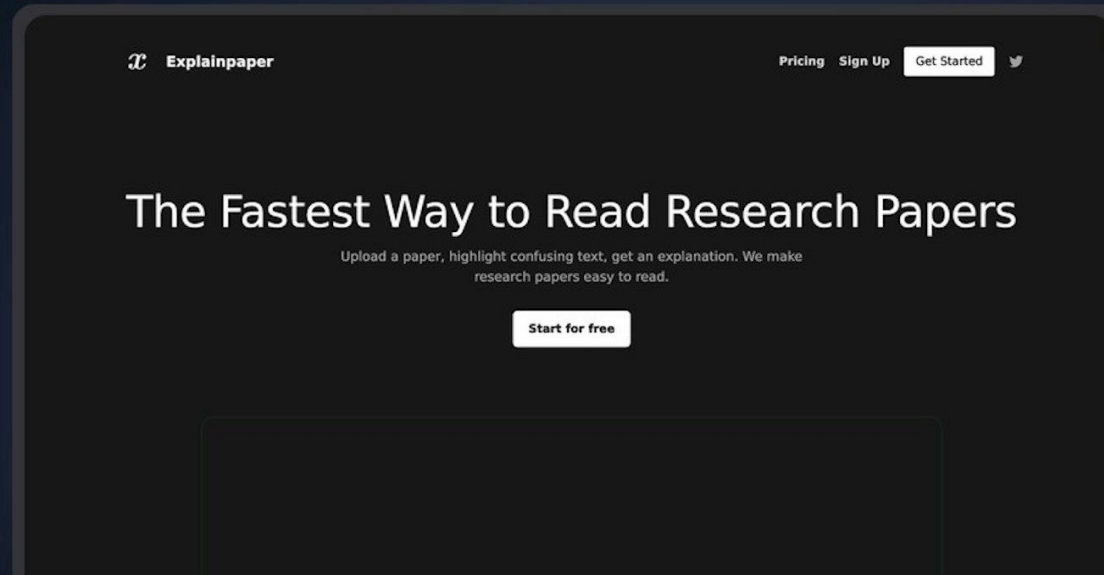 x Explainpaper
Pricing Sign Up Get Started
The Fastest Way to Read Research Papers
Upload a paper, highlight confusing text, get an explanation. We make
research papers easy to read.
Start for free